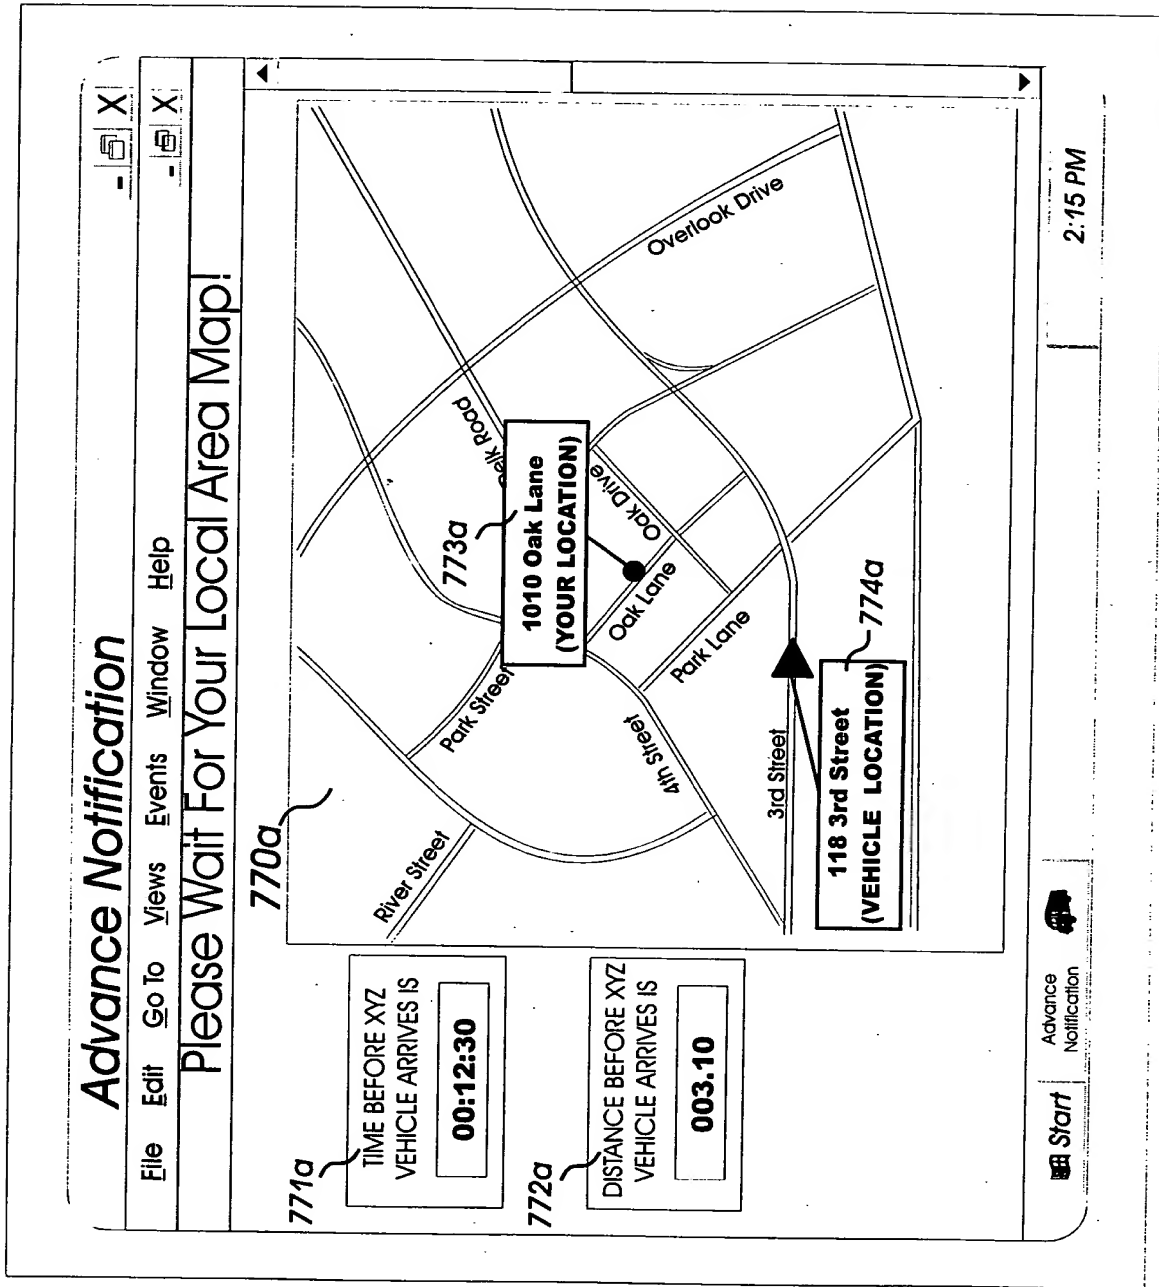 Advance Notification
File Edit Go To Views Events Window Help
Please Wait For Your Local Area Map!
770a
771a
TIME BEFORE XYZ
VEHICLE ARRIVES IS
00:12:30
772a
DISTANCE BEFORE XYZ
VEHICLE ARRIVES IS
003.10
River Street
Park Street
4th Street
3rd Street
Park Lane
Oak Lane
Oak Drive
Road
Overlook Drive
773a
1010 Oak Lane
(YOUR LOCATION)
118 3rd Street
(VEHICLE LOCATION)
774a
Start
Advance
Notification
2:15 PM